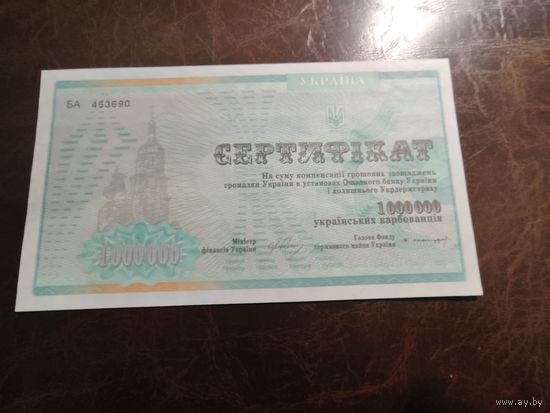 УКРАЇНА
БА 453690
СЕРТИФІКАТ
На суму компенсації грошових заощаджень
громадян України в установах Ощадного банку України
і колишнього Укрдержстраху
1000000
українських карбованців
Міністр
фінансів України
Голова Фонду
державного майна України
1000000
www.ay.by